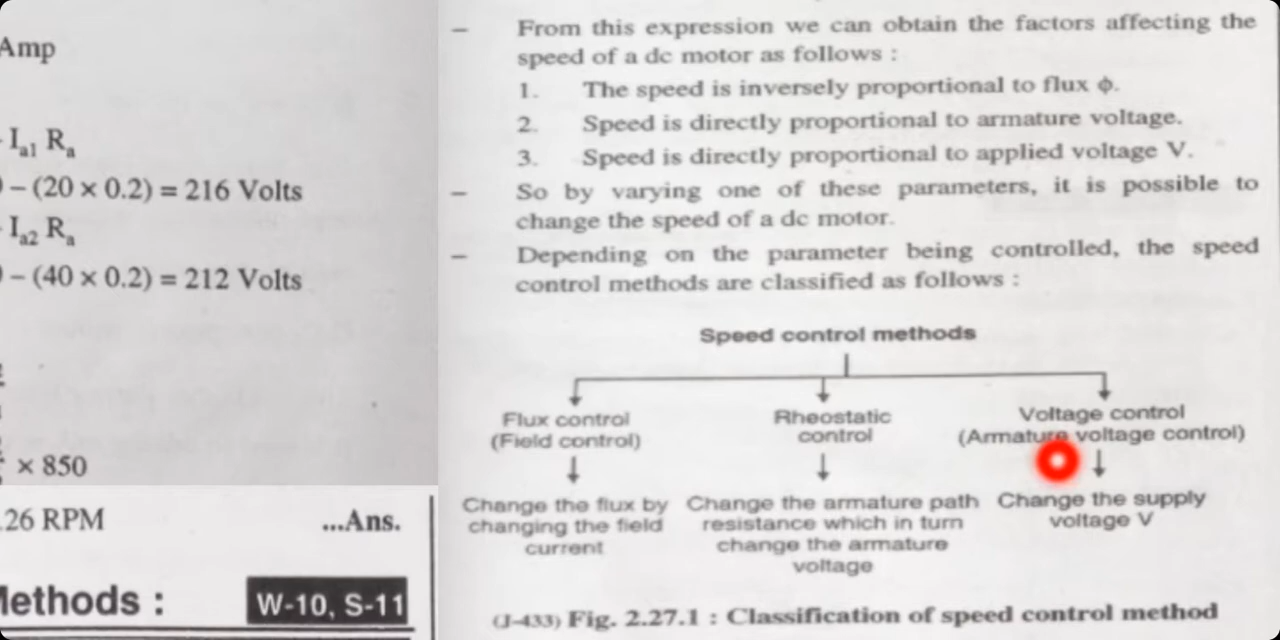 Amp
I_a1 R_a
– (20 × 0.2) = 216 Volts
I_a2 R_a
– (40 × 0.2) = 212 Volts
× 850
26 RPM ...Ans.
ethods : W-10, S-11
– From this expression we can obtain the factors affecting the
speed of a dc motor as follows :
1. The speed is inversely proportional to flux ϕ.
2. Speed is directly proportional to armature voltage.
3. Speed is directly proportional to applied voltage V.
– So by varying one of these parameters, it is possible to
change the speed of a dc motor.
– Depending on the parameter being controlled, the speed
control methods are classified as follows :
Speed control methods
Flux control
(Field control)
Change the flux by
changing the field
current
Rheostatic
control
Change the armature path
resistance which in turn
change the armature
voltage
Voltage control
(Armature voltage control)
Change the supply
voltage V
(J-433) Fig. 2.27.1 : Classification of speed control method